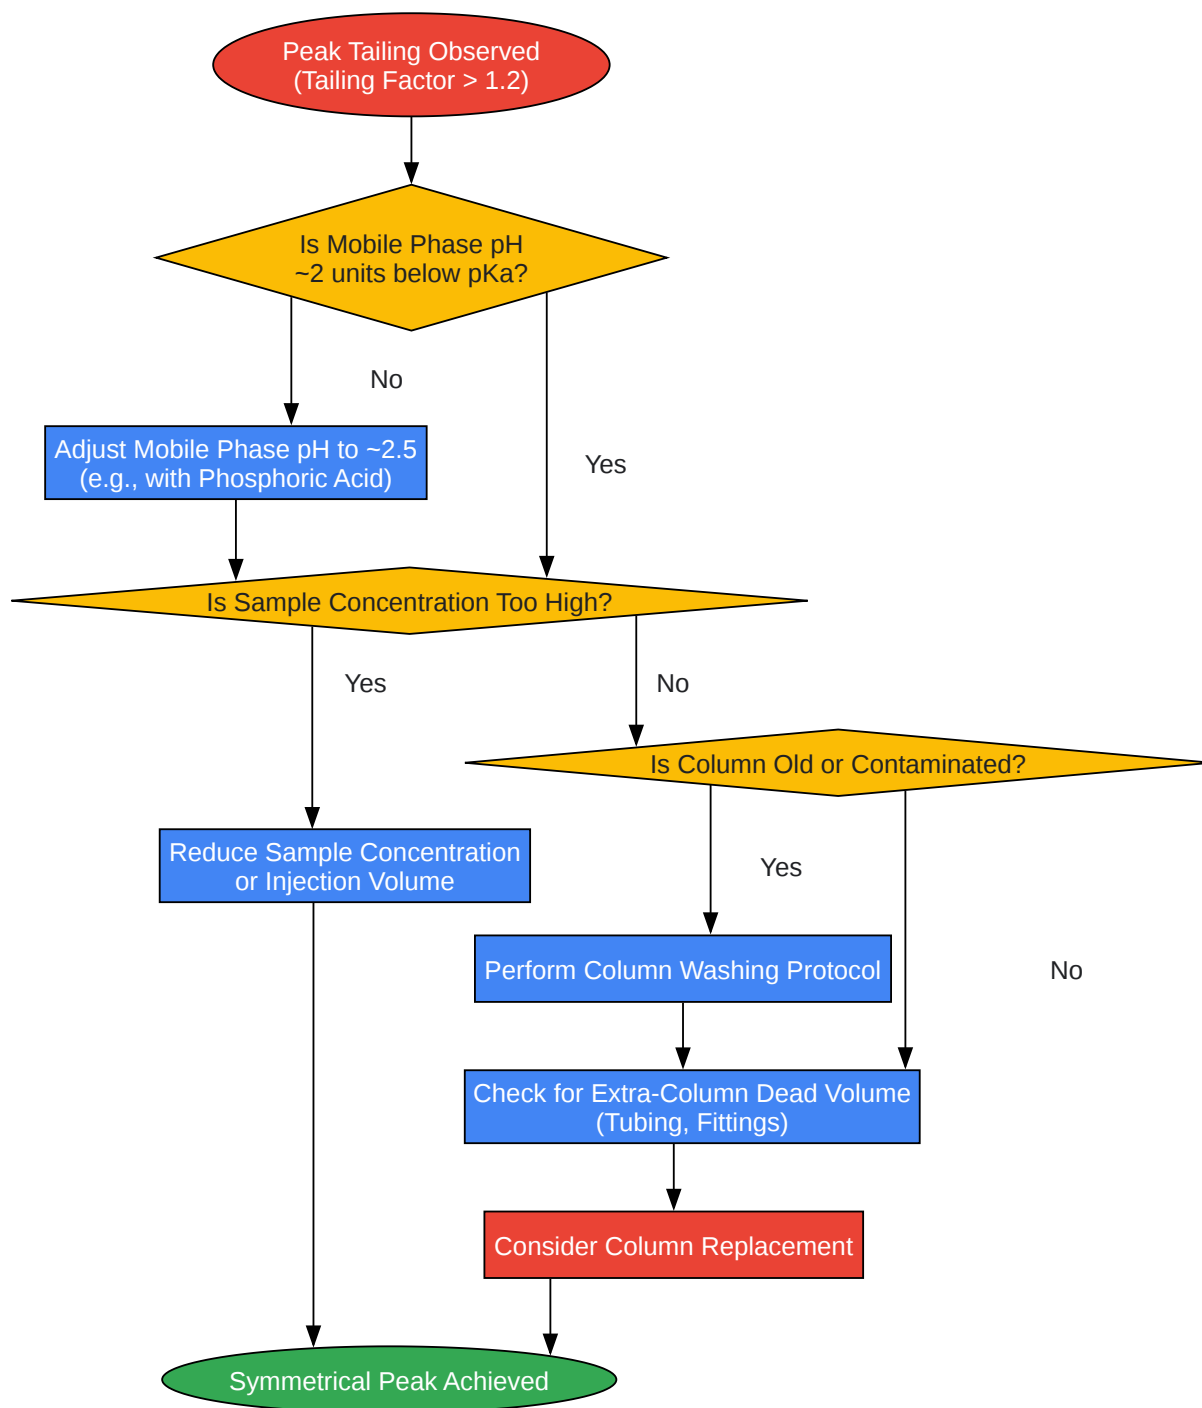 Peak Tailing Observed
(Tailing Factor > 1.2)
Is Mobile Phase pH
~2 units below pKa?
No
Adjust Mobile Phase pH to ~2.5
(e.g., with Phosphoric Acid)
Yes
Is Sample Concentration Too High?
Yes
No
Is Column Old or Contaminated?
Reduce Sample Concentration
or Injection Volume
Yes
Perform Column Washing Protocol
No
Check for Extra-Column Dead Volume
(Tubing, Fittings)
Consider Column Replacement
Symmetrical Peak Achieved